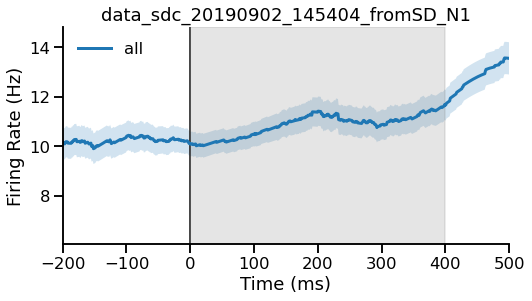 data_sdc_20190902_145404_fromSD_N1
all
Firing Rate (Hz)
14
12
10
8
−200 −100 0 100 200 300 400 500
Time (ms)